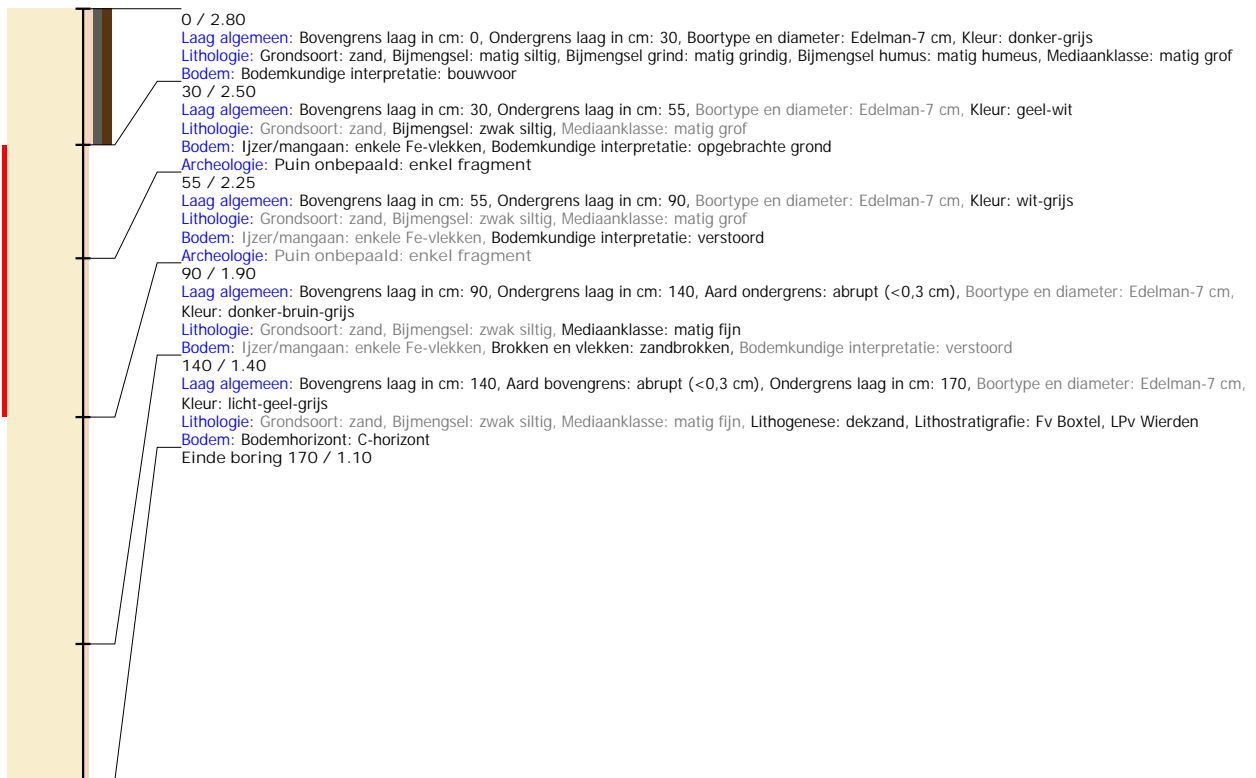 0 / 2.80
Laag algemeen: Bovengrens laag in cm: 0, Ondergrens laag in cm: 30, Boortype en diameter: Edelman-7 cm, Kleur: donker-grijs
Lithologie: Grondsoort: zand, Bijmengsel: matig siltig, Bijmengsel grind: matig grindig, Bijmengsel humus: matig humeus, Mediaanklasse: matig grof
Bodem: Bodemkundige interpretatie: bouwvoor
30 / 2.50
Laag algemeen: Bovengrens laag in cm: 30, Ondergrens laag in cm: 55, Boortype en diameter: Edelman-7 cm, Kleur: geel-wit
Lithologie: Grondsoort: zand, Bijmengsel: zwak siltig, Mediaanklasse: matig grof
Bodem: Ijzer/mangaan: enkele Fe-vlekken, Bodemkundige interpretatie: opgebrachte grond
Archeologie: Puin onbepaald: enkel fragment
55 / 2.25
Laag algemeen: Bovengrens laag in cm: 55, Ondergrens laag in cm: 90, Boortype en diameter: Edelman-7 cm, Kleur: wit-grijs
Lithologie: Grondsoort: zand, Bijmengsel: zwak siltig, Mediaanklasse: matig grof
Bodem: Ijzer/mangaan: enkele Fe-vlekken, Bodemkundige interpretatie: verstoord
Archeologie: Puin onbepaald: enkel fragment
90 / 1.90
Laag algemeen: Bovengrens laag in cm: 90, Ondergrens laag in cm: 140, Aard ondergrens: abrupt (<0,3 cm), Boortype en diameter: Edelman-7 cm,
Kleur: donker-bruin-grijs
Lithologie: Grondsoort: zand, Bijmengsel: zwak siltig, Mediaanklasse: matig fijn
Bodem: Ijzer/mangaan: enkele Fe-vlekken, Brokken en vlekken: zandbrokken, Bodemkundige interpretatie: verstoord
140 / 1.40
Laag algemeen: Bovengrens laag in cm: 140, Aard bovengrens: abrupt (<0,3 cm), Ondergrens laag in cm: 170, Boortype en diameter: Edelman-7 cm,
Kleur: licht-geel-grijs
Lithologie: Grondsoort: zand, Bijmengsel: zwak siltig, Mediaanklasse: matig fijn, Lithogenese: dekzand, Lithostratigrafie: Fv Boxtel, LPv Wierden
Bodem: Bodemhorizont: C-horizont
Einde boring 170 / 1.10